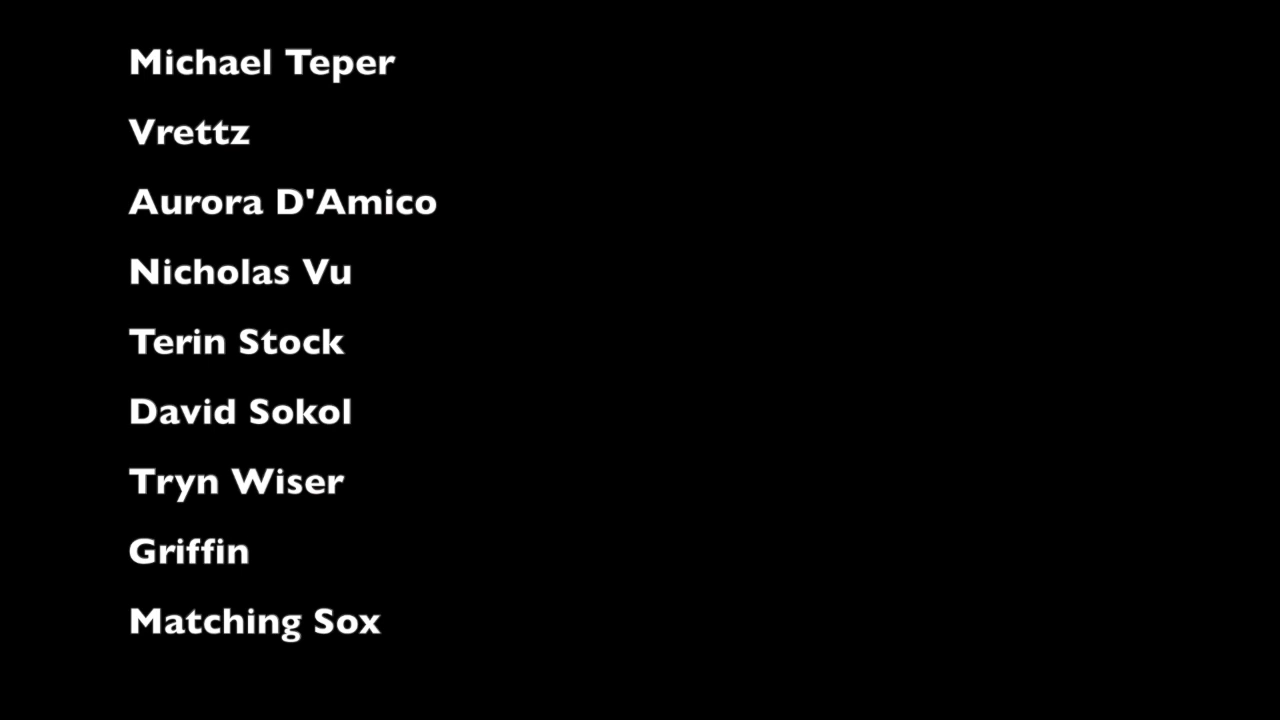 Michael Teper
Vrettz
Aurora D'Amico
Nicholas Vu
Terin Stock
David Sokol
Tryn Wiser
Griffin
Matching Sox